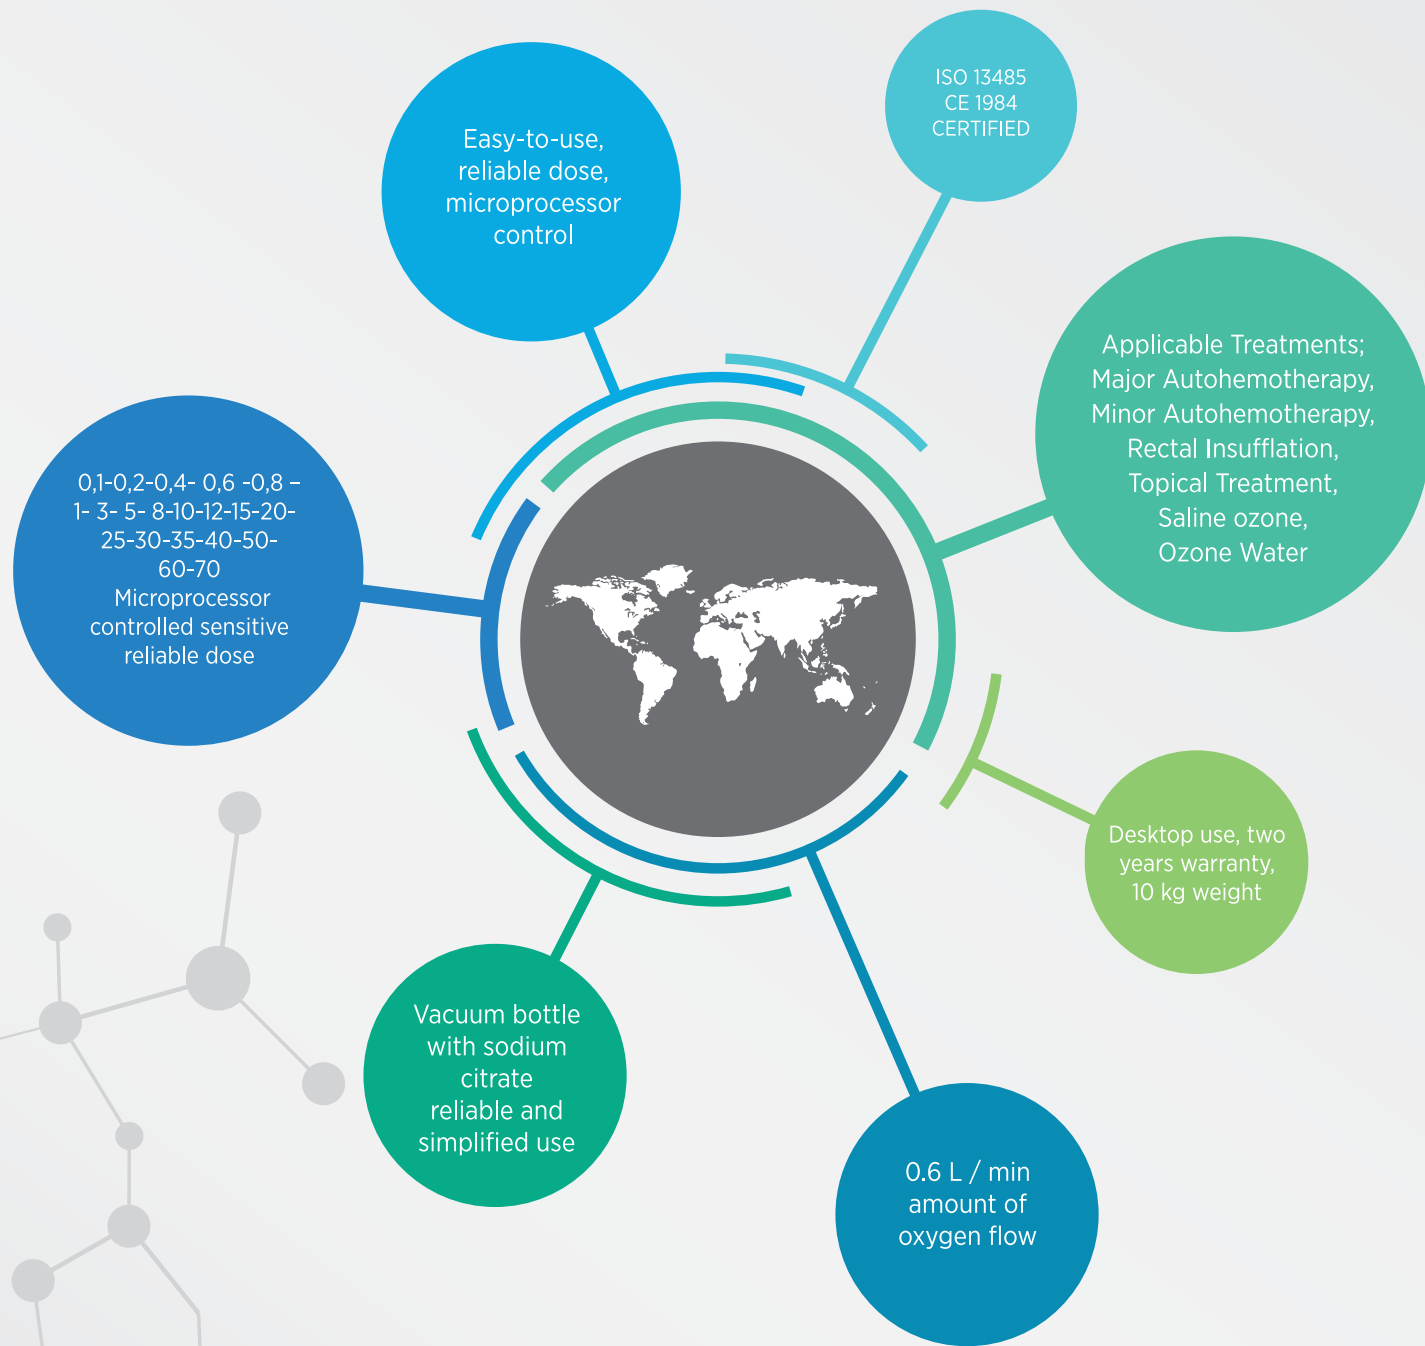 Easy-to-use,
reliable dose,
microprocessor
control
ISO 13485
CE 1984
CERTIFIED
Applicable Treatments;
Major Autohemotherapy,
Minor Autohemotherapy,
Rectal Insufflation,
Topical Treatment,
Saline ozone,
Ozone Water
0,1-0,2-0,4- 0,6 -0,8 –
1- 3- 5- 8-10-12-15-20-
25-30-35-40-50-
60-70
Microprocessor
controlled sensitive
reliable dose
Desktop use, two
years warranty,
10 kg weight
Vacuum bottle
with sodium
citrate
reliable and
simplified use
0.6 L / min
amount of
oxygen flow